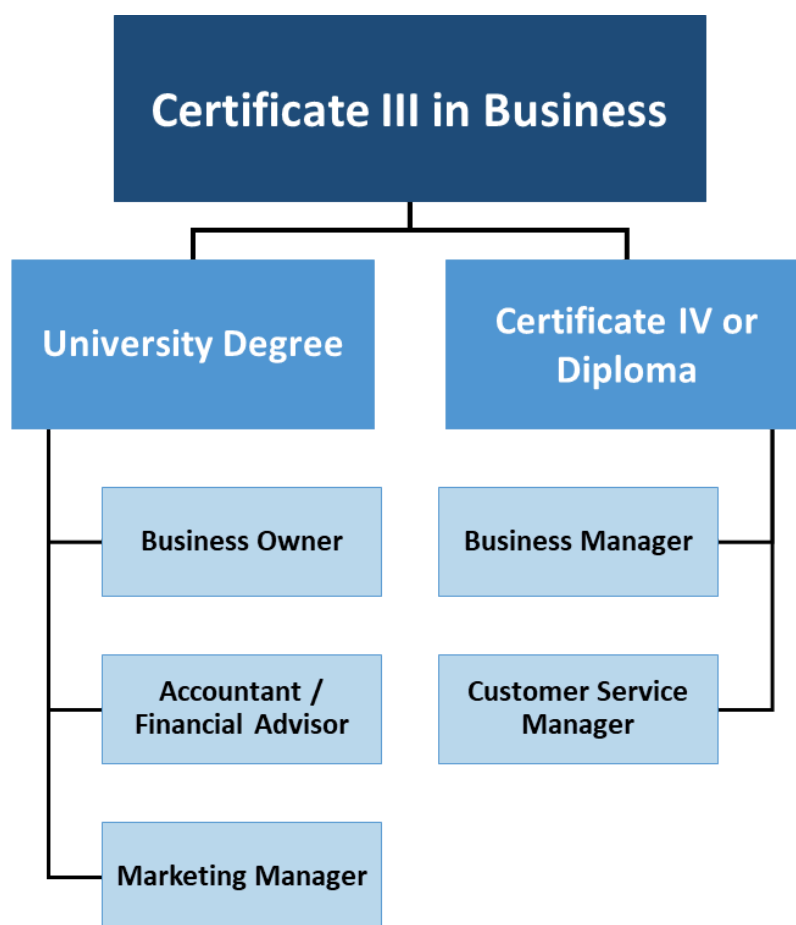 Certificate III in Business
University Degree
Certificate IV or
Diploma
Business Owner
Accountant /
Financial Advisor
Marketing Manager
Business Manager
Customer Service
Manager